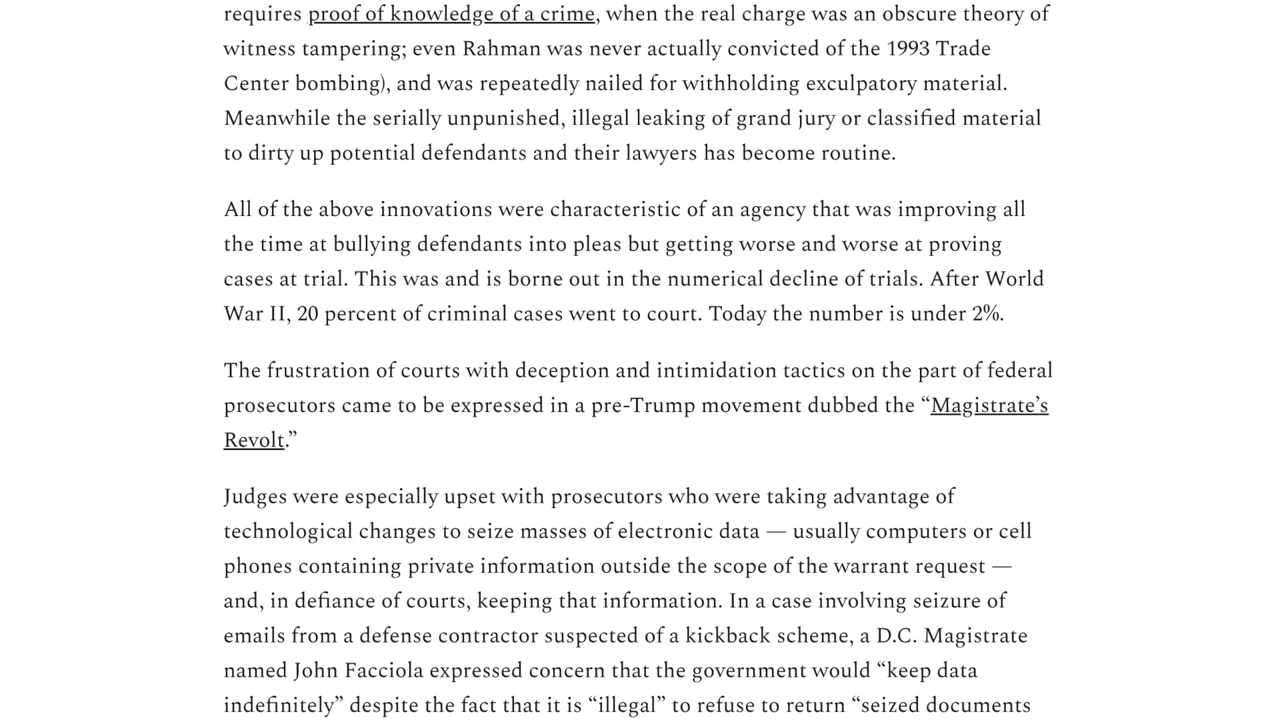 requires proof of knowledge of a crime, when the real charge was an obscure theory of
witness tampering; even Rahman was never actually convicted of the 1993 Trade
Center bombing), and was repeatedly nailed for withholding exculpatory material.
Meanwhile the serially unpunished, illegal leaking of grand jury or classified material
to dirty up potential defendants and their lawyers has become routine.
All of the above innovations were characteristic of an agency that was improving all
the time at bullying defendants into pleas but getting worse and worse at proving
cases at trial. This was and is borne out in the numerical decline of trials. After World
War II, 20 percent of criminal cases went to court. Today the number is under 2%.
The frustration of courts with deception and intimidation tactics on the part of federal
prosecutors came to be expressed in a pre-Trump movement dubbed the “Magistrate’s
Revolt.”
Judges were especially upset with prosecutors who were taking advantage of
technological changes to seize masses of electronic data — usually computers or cell
phones containing private information outside the scope of the warrant request —
and, in defiance of courts, keeping that information. In a case involving seizure of
emails from a defense contractor suspected of a kickback scheme, a D.C. Magistrate
named John Facciola expressed concern that the government would “keep data
indefinitely” despite the fact that it is “illegal” to refuse to return “seized documents